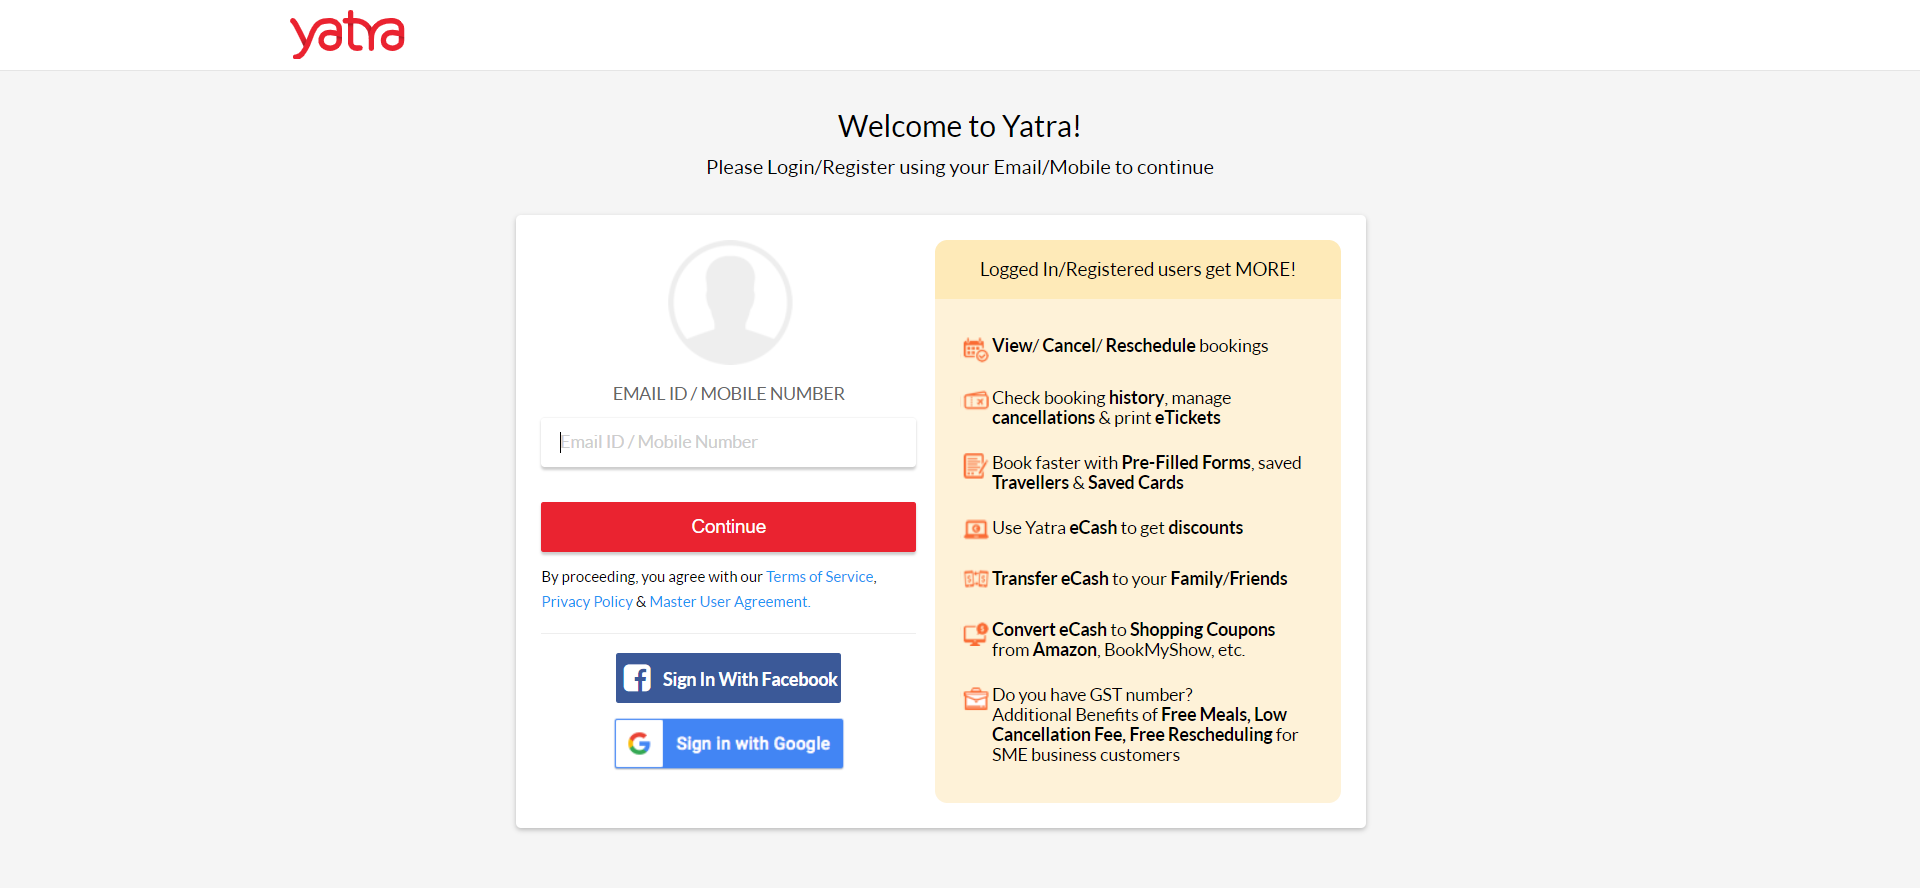 yatra
Welcome to Yatra!
Please Login/Register using your Email/Mobile to continue
EMAIL ID / MOBILE NUMBER
Email ID / Mobile Number
Continue
By proceeding, you agree with our Terms of Service,
Privacy Policy & Master User Agreement.
Sign In With Facebook
Sign in with Google
Logged In/Registered users get MORE!
View/ Cancel/ Reschedule bookings
Check booking history, manage
cancellations & print eTickets
Book faster with Pre-Filled Forms, saved
Travellers & Saved Cards
Use Yatra eCash to get discounts
Transfer eCash to your Family/Friends
Convert eCash to Shopping Coupons
from Amazon, BookMyShow, etc.
Do you have GST number?
Additional Benefits of Free Meals, Low
Cancellation Fee, Free Rescheduling for
SME business customers